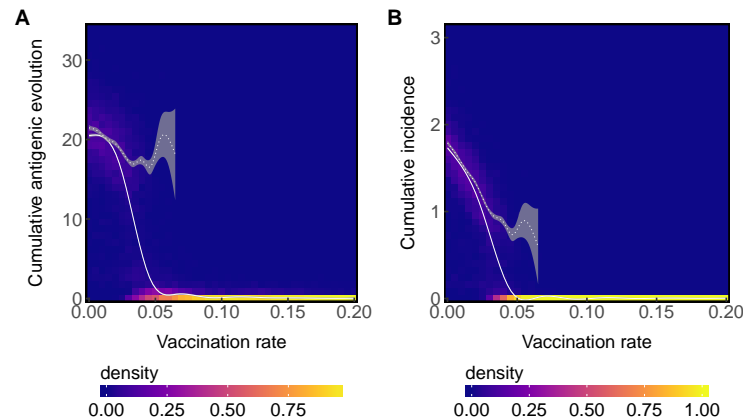 A
B
Cumulative antigenic evolution
30
20
10
0
0.00 0.05 0.10 0.15 0.20
Vaccination rate
density
0.00 0.25 0.50 0.75
Cumulative incidence
3
2
1
0
0.00 0.05 0.10 0.15 0.20
Vaccination rate
density
0.00 0.25 0.50 0.75 1.00